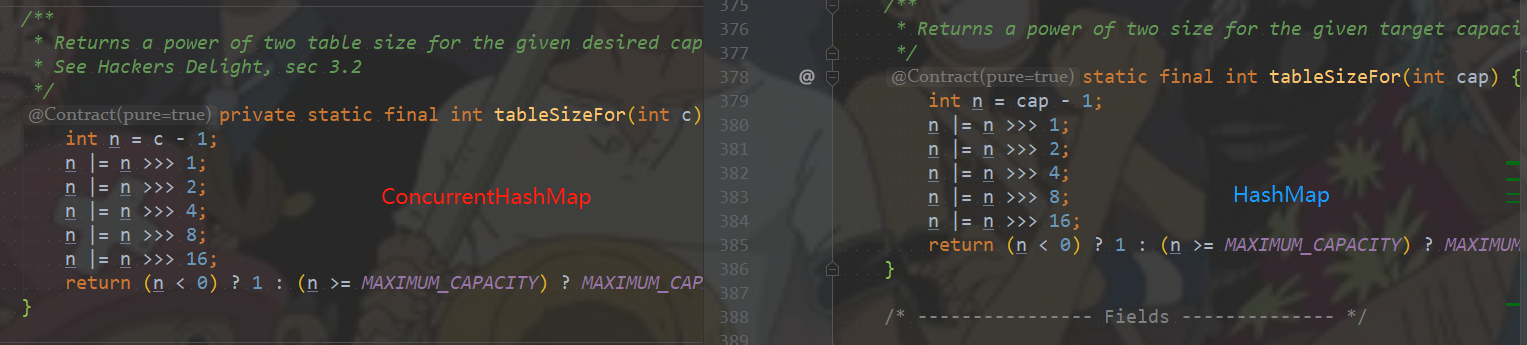 /**
* Returns a power of two table size for the given desired cap
* See Hackers Delight, sec 3.2
*/
@Contract(pure=true) private static final int tableSizeFor(int c)
int n = c - 1;
n |= n >>> 1;
n |= n >>> 2;
n |= n >>> 4;
n |= n >>> 8;
n |= n >>> 16;
return (n < 0) ? 1 : (n >= MAXIMUM_CAPACITY) ? MAXIMUM_CAP
}
ConcurrentHashMap
375 /**
376 * Returns a power of two size for the given target capaci
377 */
378 @ @Contract(pure=true) static final int tableSizeFor(int cap) {
379 int n = cap - 1;
380 n |= n >>> 1;
381 n |= n >>> 2;
382 n |= n >>> 4;
383 n |= n >>> 8;
384 n |= n >>> 16;
385 return (n < 0) ? 1 : (n >= MAXIMUM_CAPACITY) ? MAXIMUM
386 }
387
388 /* ---------------- Fields -------------- */
389
HashMap